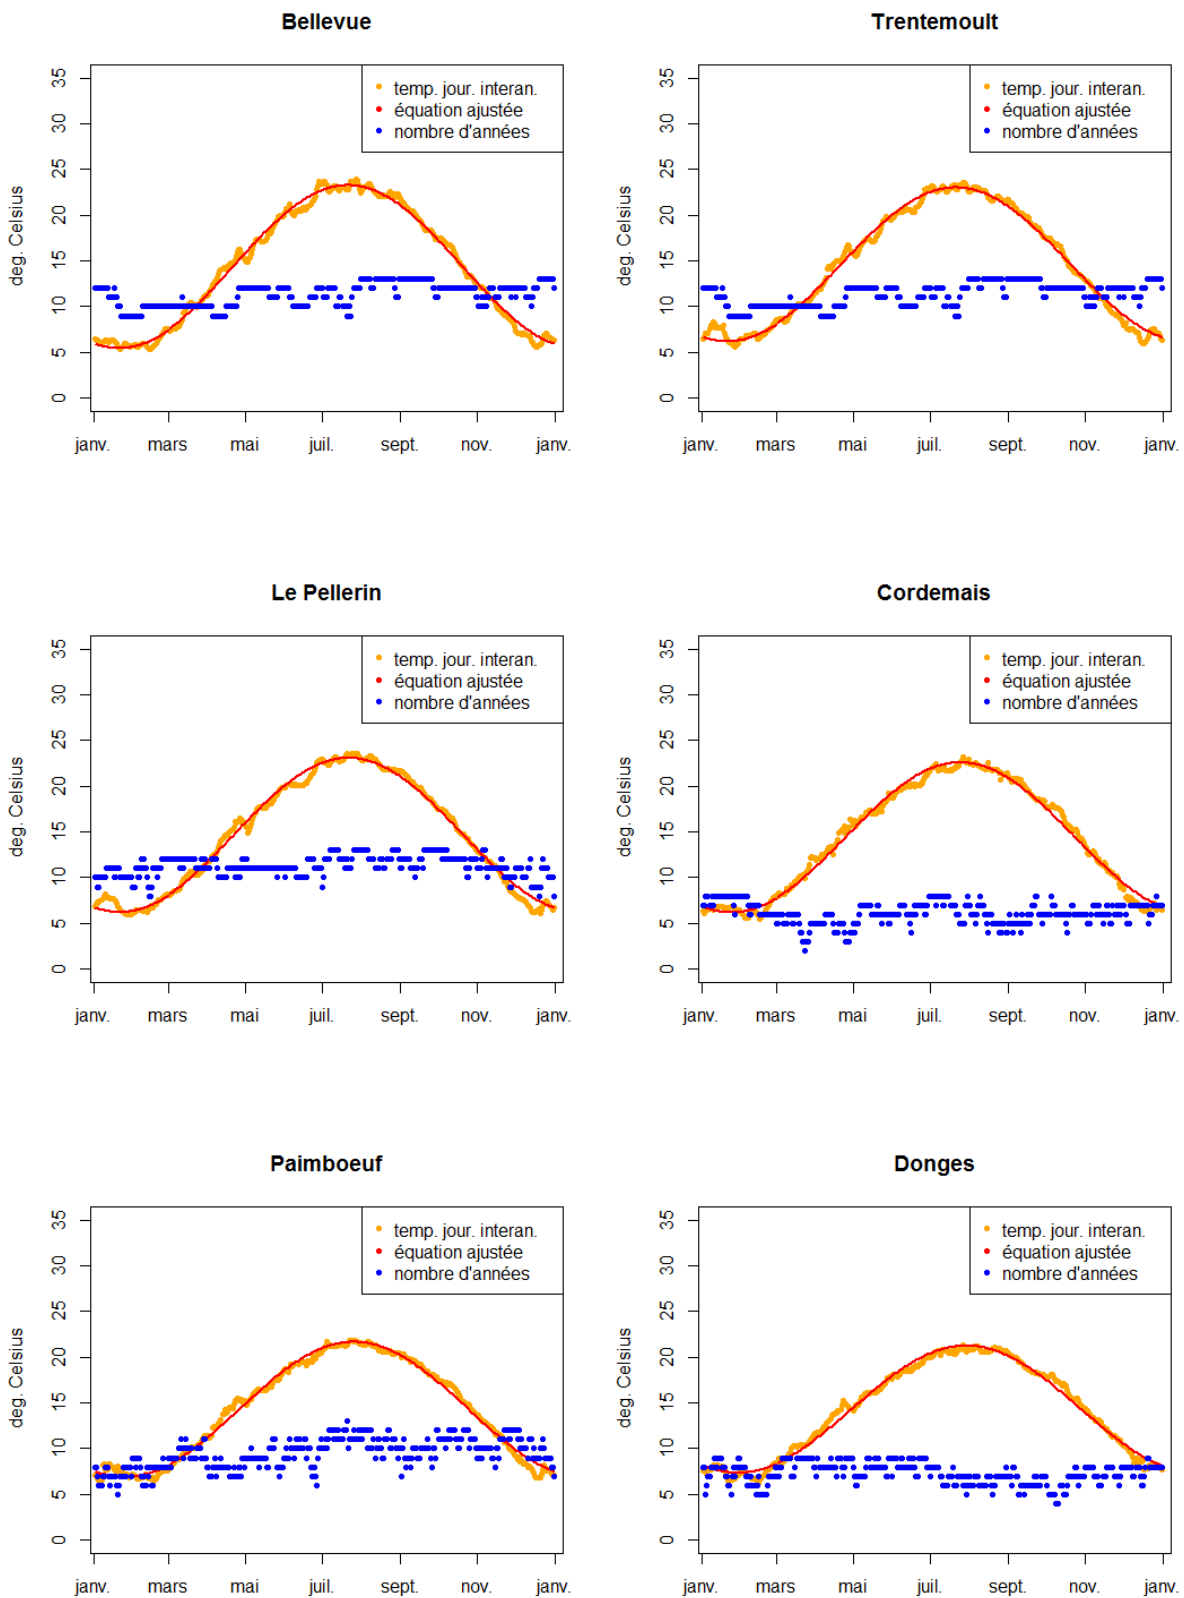 Bellevue
deg. Celsius
35
30
25
20
15
10
5
0
temp. jour. interan.
équation ajustée
nombre d'années
janv. mars mai juil. sept. nov. janv.
Trentemoult
deg. Celsius
35
30
25
20
15
10
5
0
temp. jour. interan.
équation ajustée
nombre d'années
janv. mars mai juil. sept. nov. janv.
Le Pellerin
deg. Celsius
35
30
25
20
15
10
5
0
temp. jour. interan.
équation ajustée
nombre d'années
janv. mars mai juil. sept. nov. janv.
Cordemais
deg. Celsius
35
30
25
20
15
10
5
0
temp. jour. interan.
équation ajustée
nombre d'années
janv. mars mai juil. sept. nov. janv.
Paimboeuf
deg. Celsius
35
30
25
20
15
10
5
0
temp. jour. interan.
équation ajustée
nombre d'années
janv. mars mai juil. sept. nov. janv.
Donges
deg. Celsius
35
30
25
20
15
10
5
0
temp. jour. interan.
équation ajustée
nombre d'années
janv. mars mai juil. sept. nov. janv.